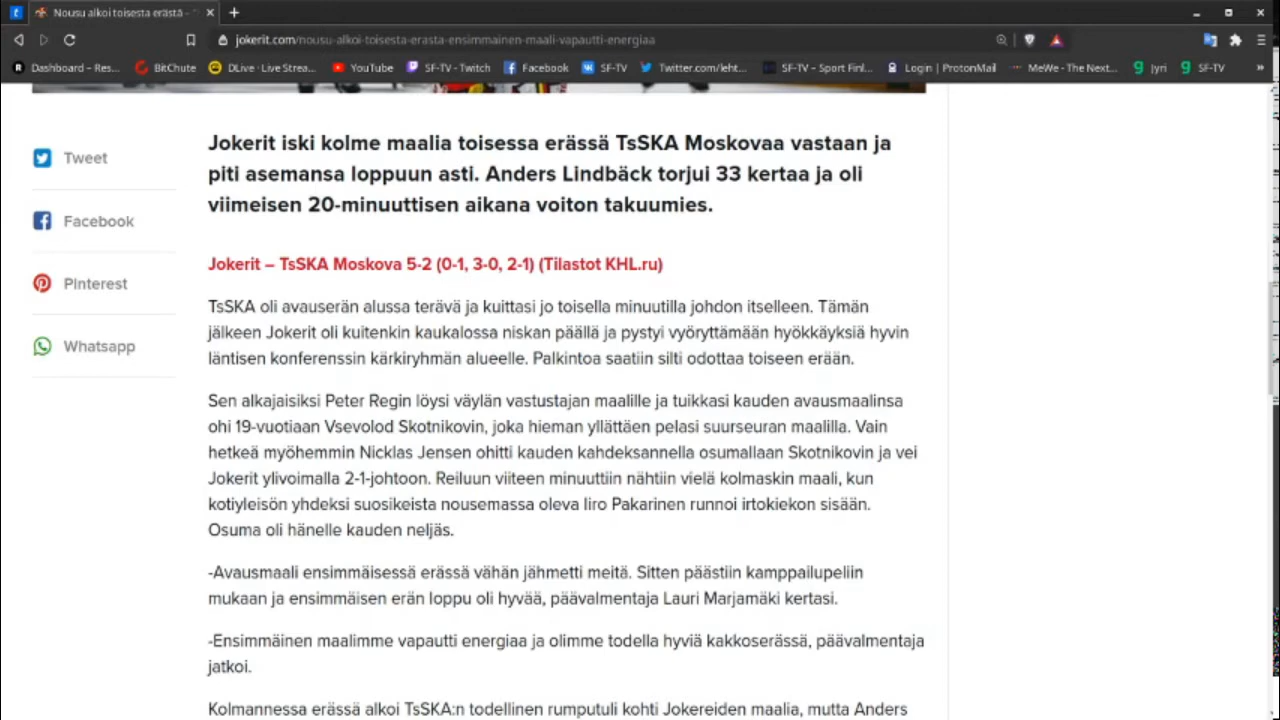 Nousu alkoi toisesta erästä -
jokerit.com/nousu-alkoi-toisesta-erasta-ensimmainen-maali-vapautti-energiaa
Dashboard – Res... BitChute DLive · Live Strea... YouTube SF-TV - Twitch Facebook SF-TV Twitter.com/leht... SF-TV – Sport Finl... Login | ProtonMail MeWe - The Next... Jyri SF-TV »
Jokerit iski kolme maalia toisessa erässä TsSKA Moskovaa vastaan ja
piti asemansa loppuun asti. Anders Lindbäck torjui 33 kertaa ja oli
viimeisen 20-minuuttisen aikana voiton takuumies.
Tweet
Facebook
PInterest
Whatsapp
Jokerit – TsSKA Moskova 5-2 (0-1, 3-0, 2-1) (Tilastot KHL.ru)
TsSKA oli avauserän alussa terävä ja kuittasi jo toisella minuutilla johdon itselleen. Tämän
jälkeen Jokerit oli kuitenkin kaukalossa niskan päällä ja pystyi vyöryttämään hyökkäyksiä hyvin
läntisen konferenssin kärkiryhmän alueelle. Palkintoa saatiin silti odottaa toiseen erään.
Sen alkajaisiksi Peter Regin löysi väylän vastustajan maalille ja tuikkasi kauden avausmaalinsa
ohi 19-vuotiaan Vsevolod Skotnikovin, joka hieman yllättäen pelasi suurseuran maalilla. Vain
hetkeä myöhemmin Nicklas Jensen ohitti kauden kahdeksannella osumallaan Skotnikovin ja vei
Jokerit ylivoimalla 2-1-johtoon. Reiluun viiteen minuuttiin nähtiin vielä kolmaskin maali, kun
kotiyleisön yhdeksi suosikeista nousemassa oleva Iiro Pakarinen runnoi irtokiekon sisään.
Osuma oli hänelle kauden neljäs.
-Avausmaali ensimmäisessä erässä vähän jähmetti meitä. Sitten päästiin kamppailupeliin
mukaan ja ensimmäisen erän loppu oli hyvää, päävalmentaja Lauri Marjamäki kertasi.
-Ensimmäinen maalimme vapautti energiaa ja olimme todella hyviä kakkoserässä, päävalmentaja
jatkoi.
Kolmannessa erässä alkoi TsSKA:n todellinen rumputuli kohti Jokereiden maalia, mutta Anders